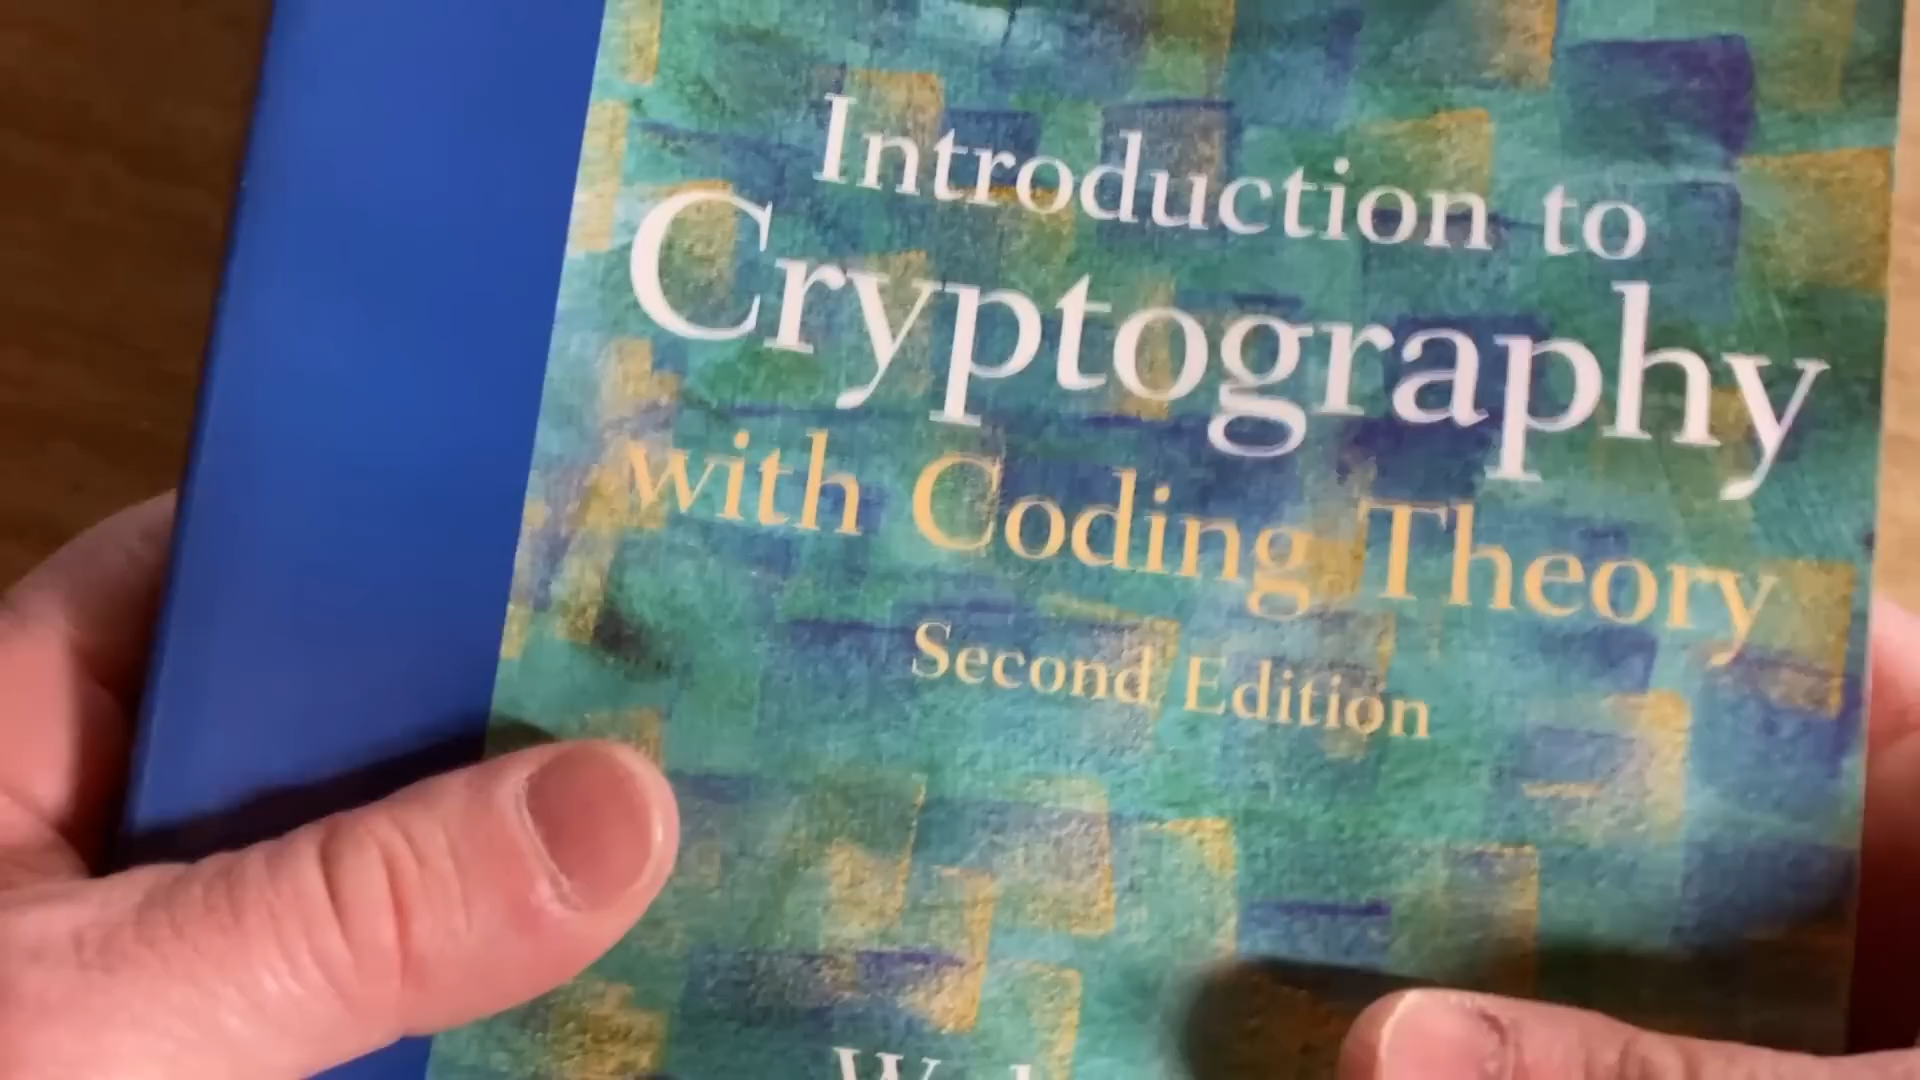 Introduction to
Cryptography
with Coding Theory
Second Edition